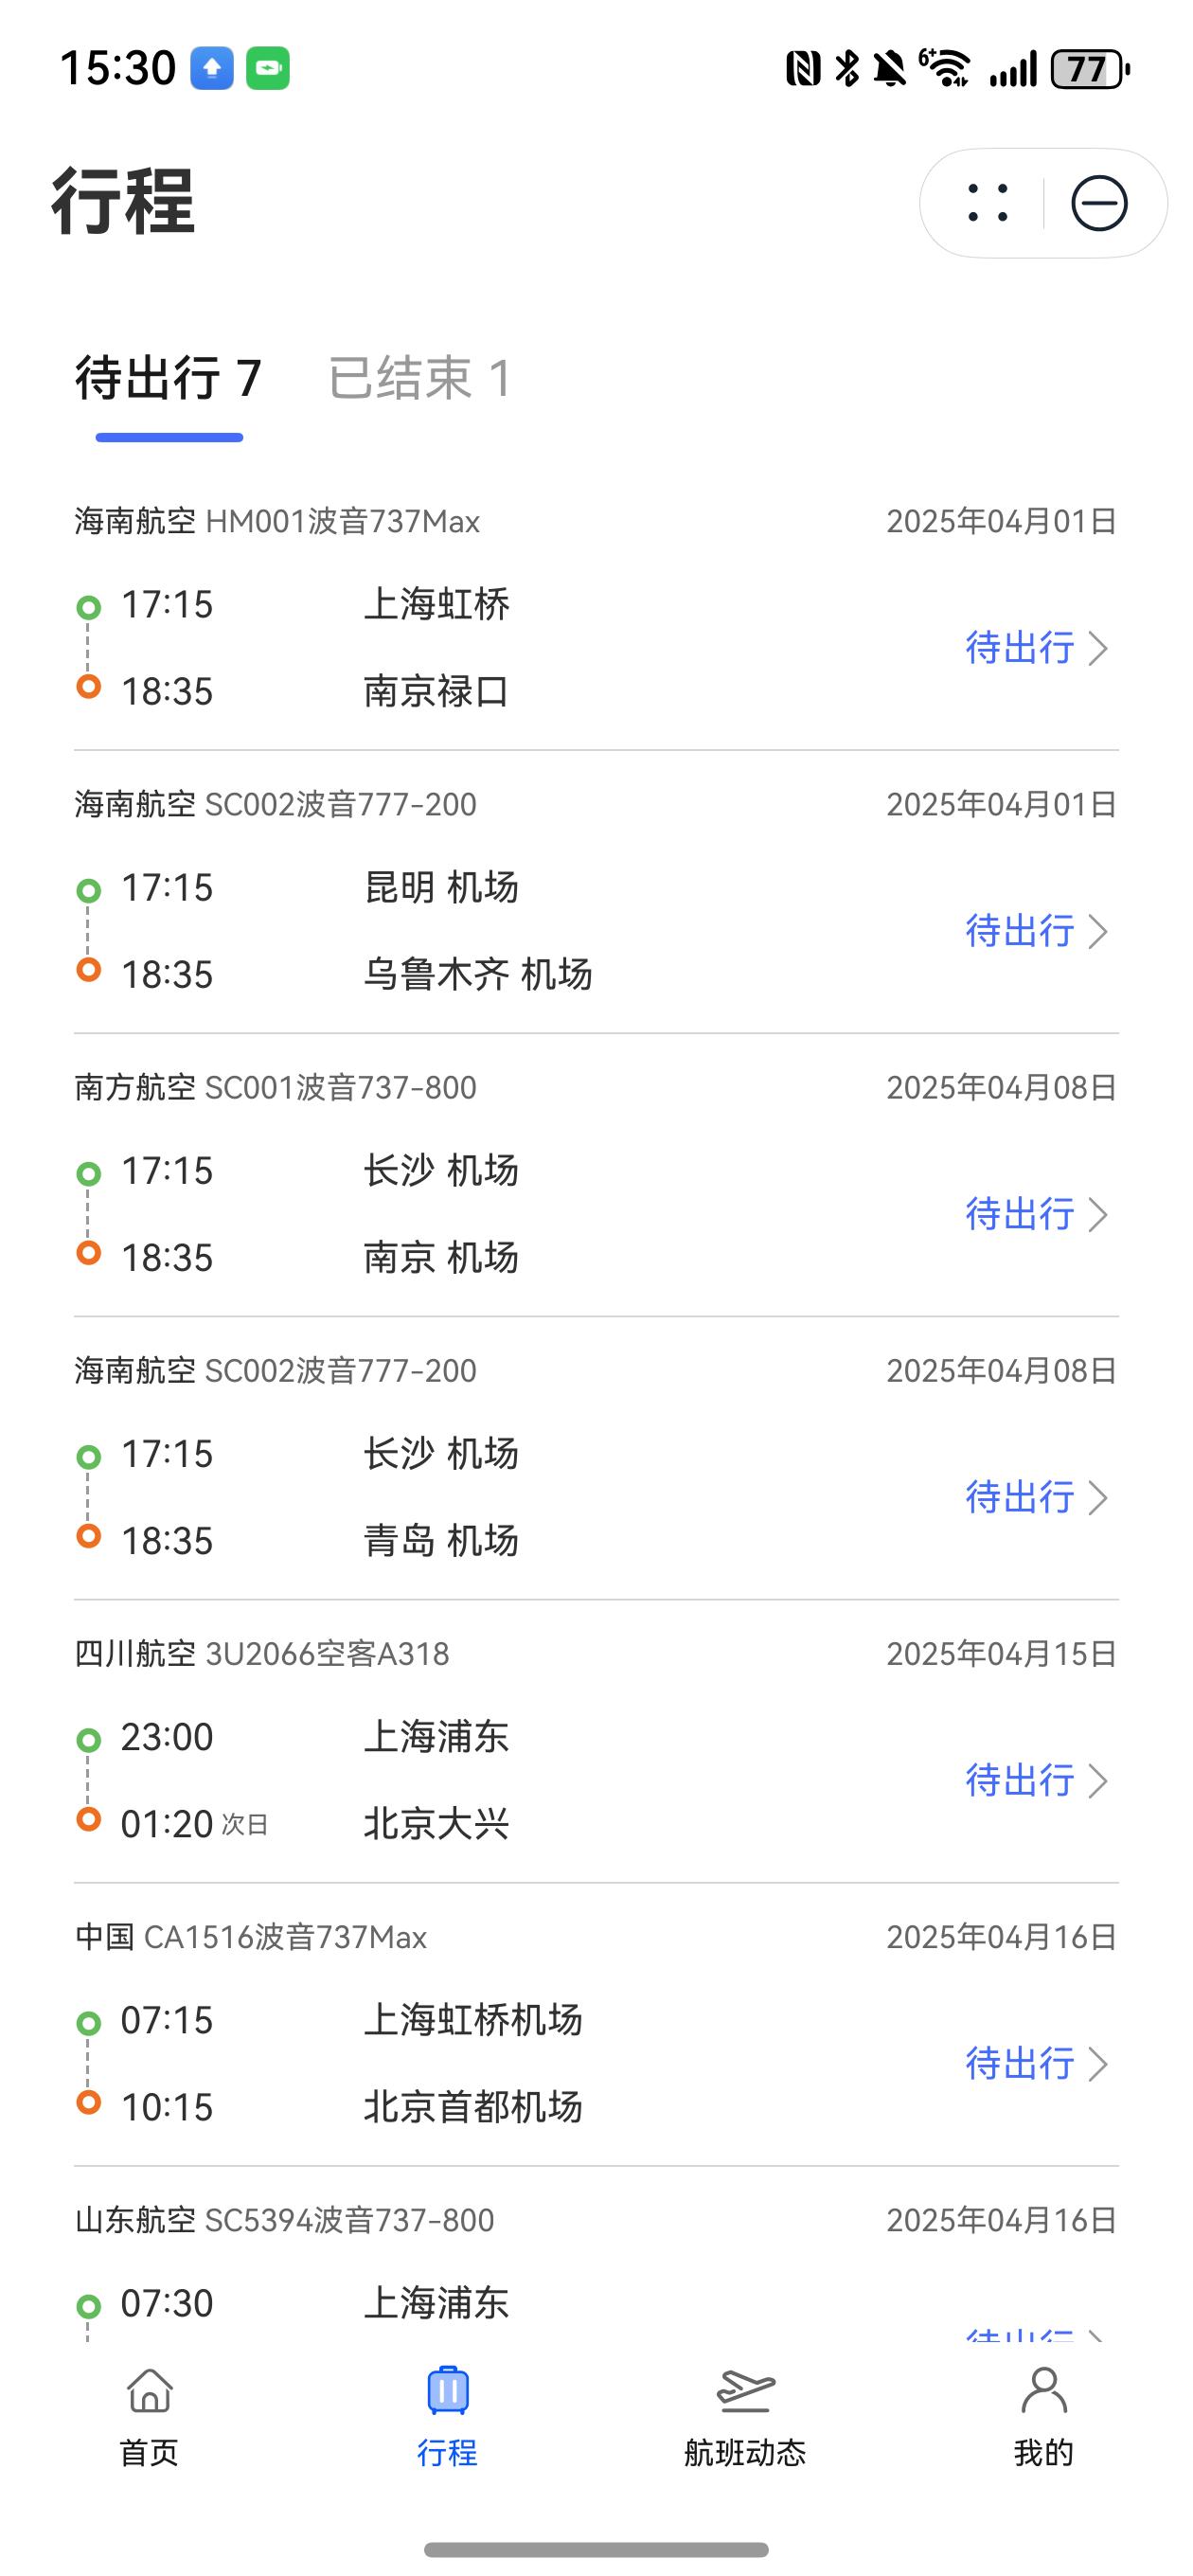 15:30
6+
77
行程
待出行 7 已结束 1
海南航空 HM001波音737Max 2025年04月01日
17:15 上海虹桥
待出行
18:35 南京禄口
海南航空 SC002波音777-200 2025年04月01日
17:15 昆明 机场
待出行
18:35 乌鲁木齐 机场
南方航空 SC001波音737-800 2025年04月08日
17:15 长沙 机场
待出行
18:35 南京 机场
海南航空 SC002波音777-200 2025年04月08日
17:15 长沙 机场
待出行
18:35 青岛 机场
四川航空 3U2066空客A318 2025年04月15日
23:00 上海浦东
待出行
01:20 次日 北京大兴
中国 CA1516波音737Max 2025年04月16日
07:15 上海虹桥机场
待出行
10:15 北京首都机场
山东航空 SC5394波音737-800 2025年04月16日
07:30 上海浦东
待出行
首页 行程 航班动态 我的